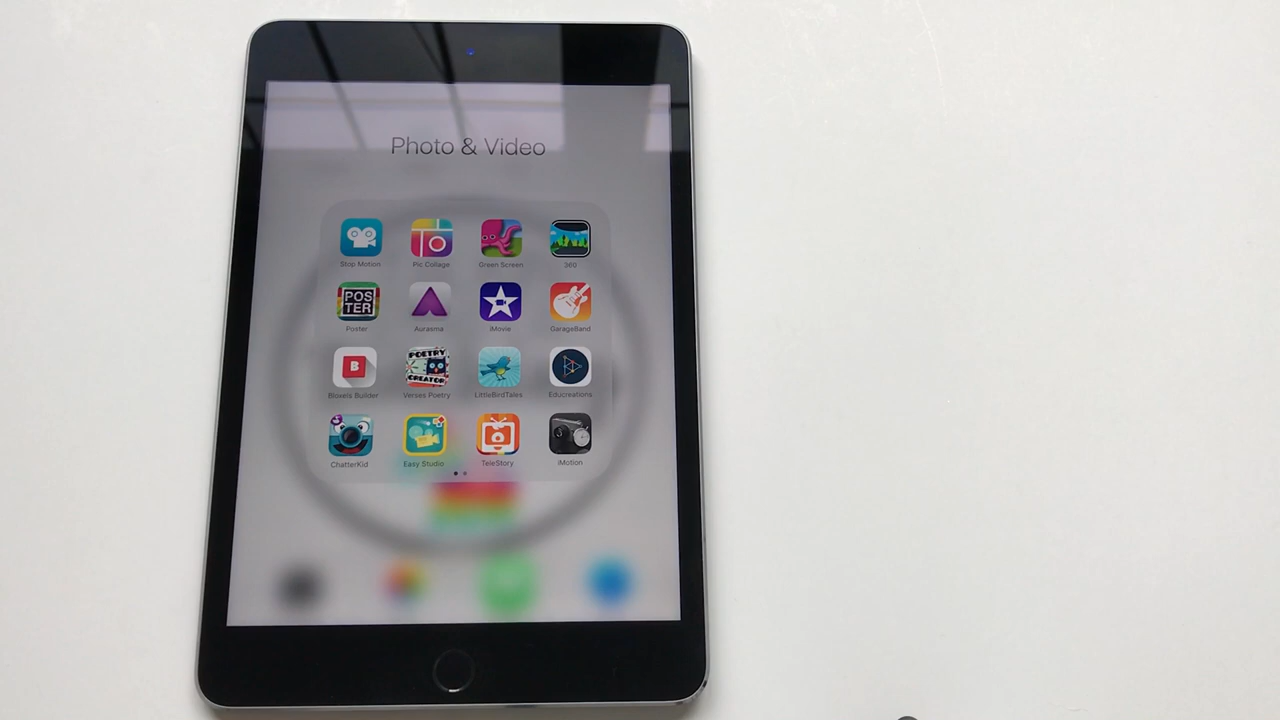 Photo & Video
Stop Motion Pic Collage Green Screen 360
POS
TER
Poster Aurasma iMovie GarageBand
B
POETRY
CREATOR
Bloxels Builder Verses Poetry LittleBirdTales Educreations
ChatterKid Easy Studio TeleStory iMotion